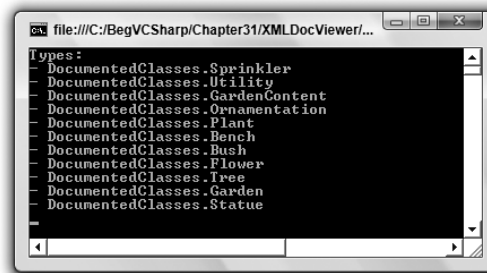 file:///C:/BegVCSharp/Chapter31/XMLDocViewer/...
Types:
- DocumentedClasses.Sprinkler
- DocumentedClasses.Utility
- DocumentedClasses.GardenContent
- DocumentedClasses.Ornamentation
- DocumentedClasses.Plant
- DocumentedClasses.Bench
- DocumentedClasses.Bush
- DocumentedClasses.Flower
- DocumentedClasses.Tree
- DocumentedClasses.Garden
- DocumentedClasses.Statue